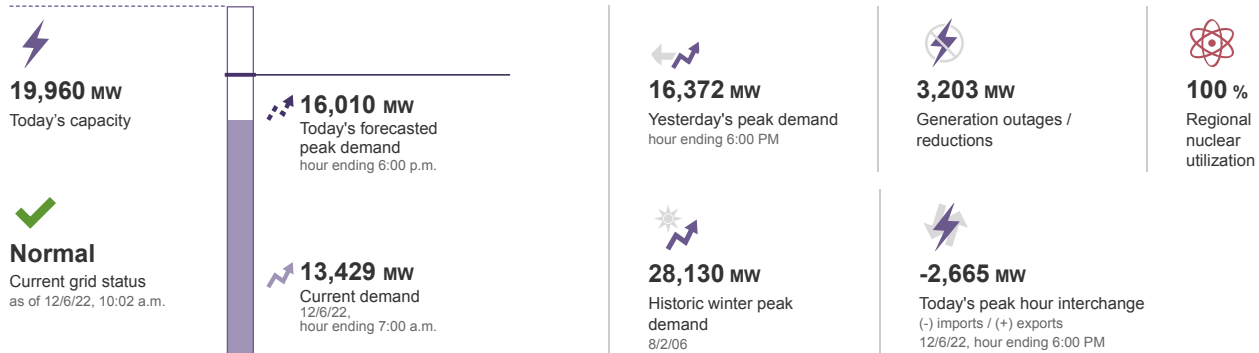 19,960 MW
Today's capacity
Normal
Current grid status
as of 12/6/22, 10:02 a.m.
16,010 MW
Today's forecasted
peak demand
hour ending 6:00 p.m.
13,429 MW
Current demand
12/6/22,
hour ending 7:00 a.m.
16,372 MW
Yesterday's peak demand
hour ending 6:00 PM
3,203 MW
Generation outages /
reductions
100 %
Regional
nuclear
utilization
28,130 MW
Historic winter peak
demand
8/2/06
-2,665 MW
Today's peak hour interchange
(-) imports / (+) exports
12/6/22, hour ending 6:00 PM